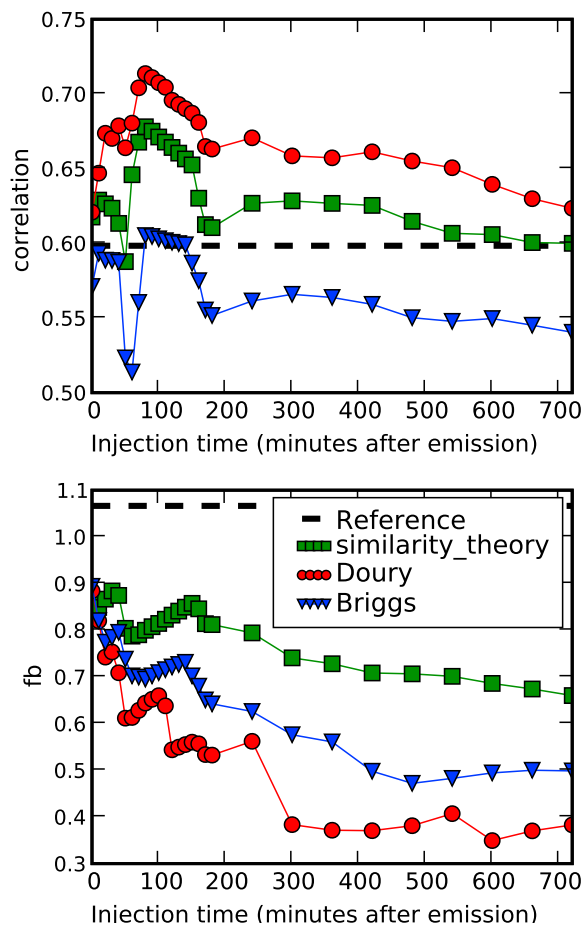 0.75
0.70
0.65
0.60
0.55
0.50
correlation
0 100 200 300 400 500 600 700
Injection time (minutes after emission)
1.1
1.0
0.9
0.8
0.7
0.6
0.5
0.4
0.3
fb
Reference
similarity_theory
Doury
Briggs
0 100 200 300 400 500 600 700
Injection time (minutes after emission)